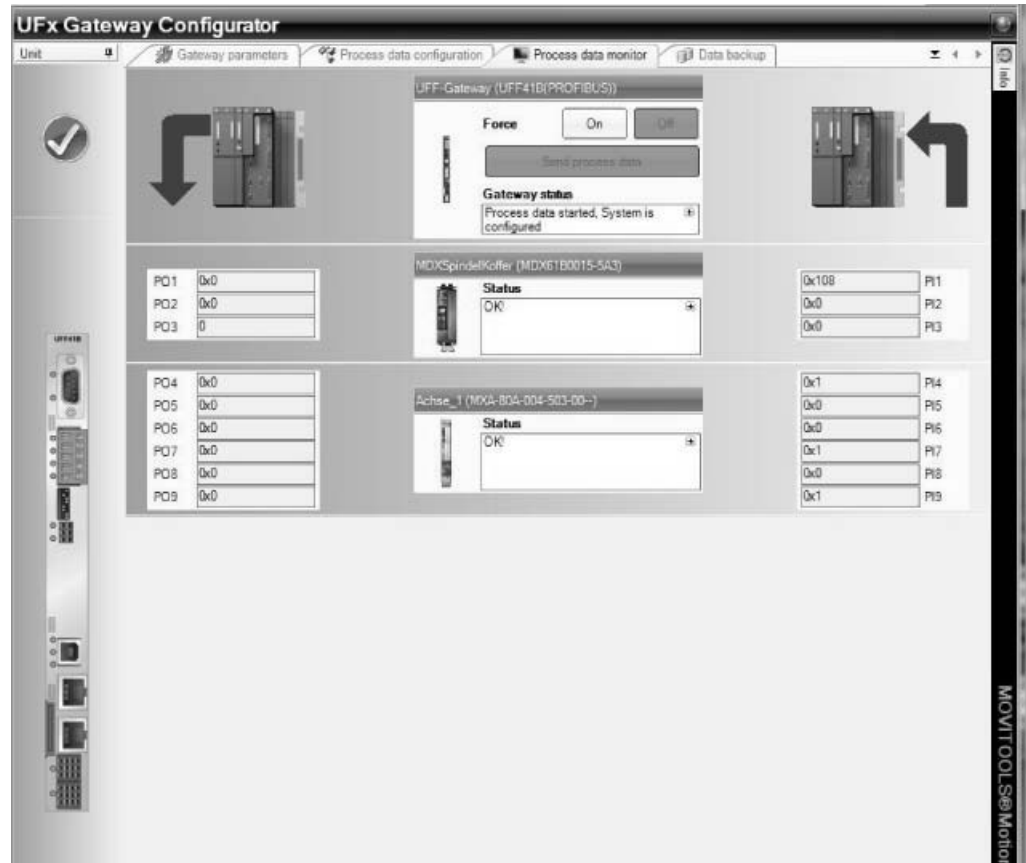 UFx Gateway Configurator
Unit
Gateway parameters
Process data configuration
Process data monitor
Data backup
Info
UFF-Gateway (UFF41B(PROFIBUS))
Force
On
Off
Send process data
Gateway status
Process data started, System is
configured
MDXSpindelKoffer (MDX61B0015-5A3)
Status
OK!
PO1 0x0
PO2 0x0
PO3 0
0x108 PI1
0x0 PI2
0x0 PI3
UFF41B
Achse_1 (MXA-80A-004-503-00--)
Status
OK!
PO4 0x0
PO5 0x0
PO6 0x0
PO7 0x0
PO8 0x0
PO9 0x0
0x1 PI4
0x0 PI5
0x0 PI6
0x1 PI7
0x0 PI8
0x1 PI9
MOVITOOLS®Motion